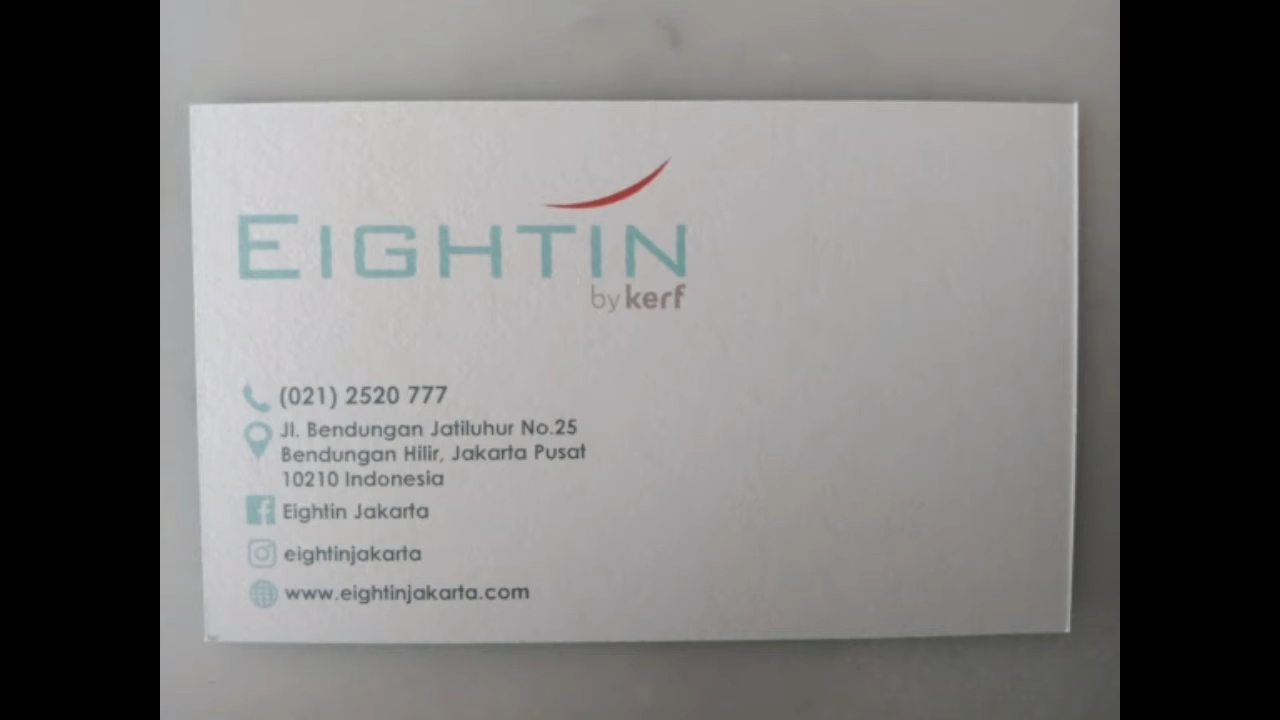 EIGHTIN
by kerf
(021) 2520 777
Jl. Bendungan Jatiluhur No.25
Bendungan Hilir, Jakarta Pusat
10210 Indonesia
Eightin Jakarta
eightinjakarta
www.eightinjakarta.com